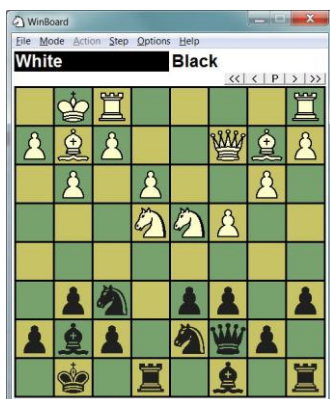 WinBoard
File Mode Action Step Options Help
White Black
<< < P > >>